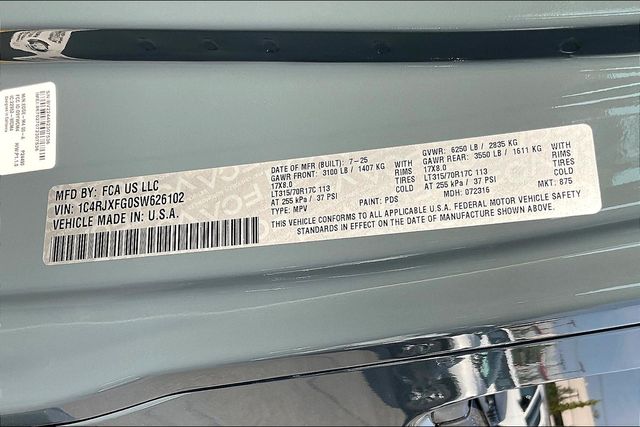 MFD BY: FCA US LLC
VIN: 1C4RJXFG0SW626102
VEHICLE MADE IN U.S.A.
DATE OF MFR (BUILT): 7-25
GAWR FRONT: 3100 LB / 1407 KG WITH
17X8.0 RIMS
LT315/70R17C 113 TIRES
AT 255 kPa / 37 PSI COLD
TYPE: MPV PAINT: PDS
GVWR: 6250 LB / 2835 KG
GAWR REAR: 3550 LB / 1611 KG WITH
17X8.0 RIMS
LT315/70R17C 113 TIRES
AT 255 kPa / 37 PSI COLD
MDH: 072316 MKT: 875
THIS VEHICLE CONFORMS TO ALL APPLICABLE U.S.A. FEDERAL MOTOR VEHICLE SAFETY
STANDARDS IN EFFECT ON THE DATE OF MANUFACTURE SHOWN ABOVE.